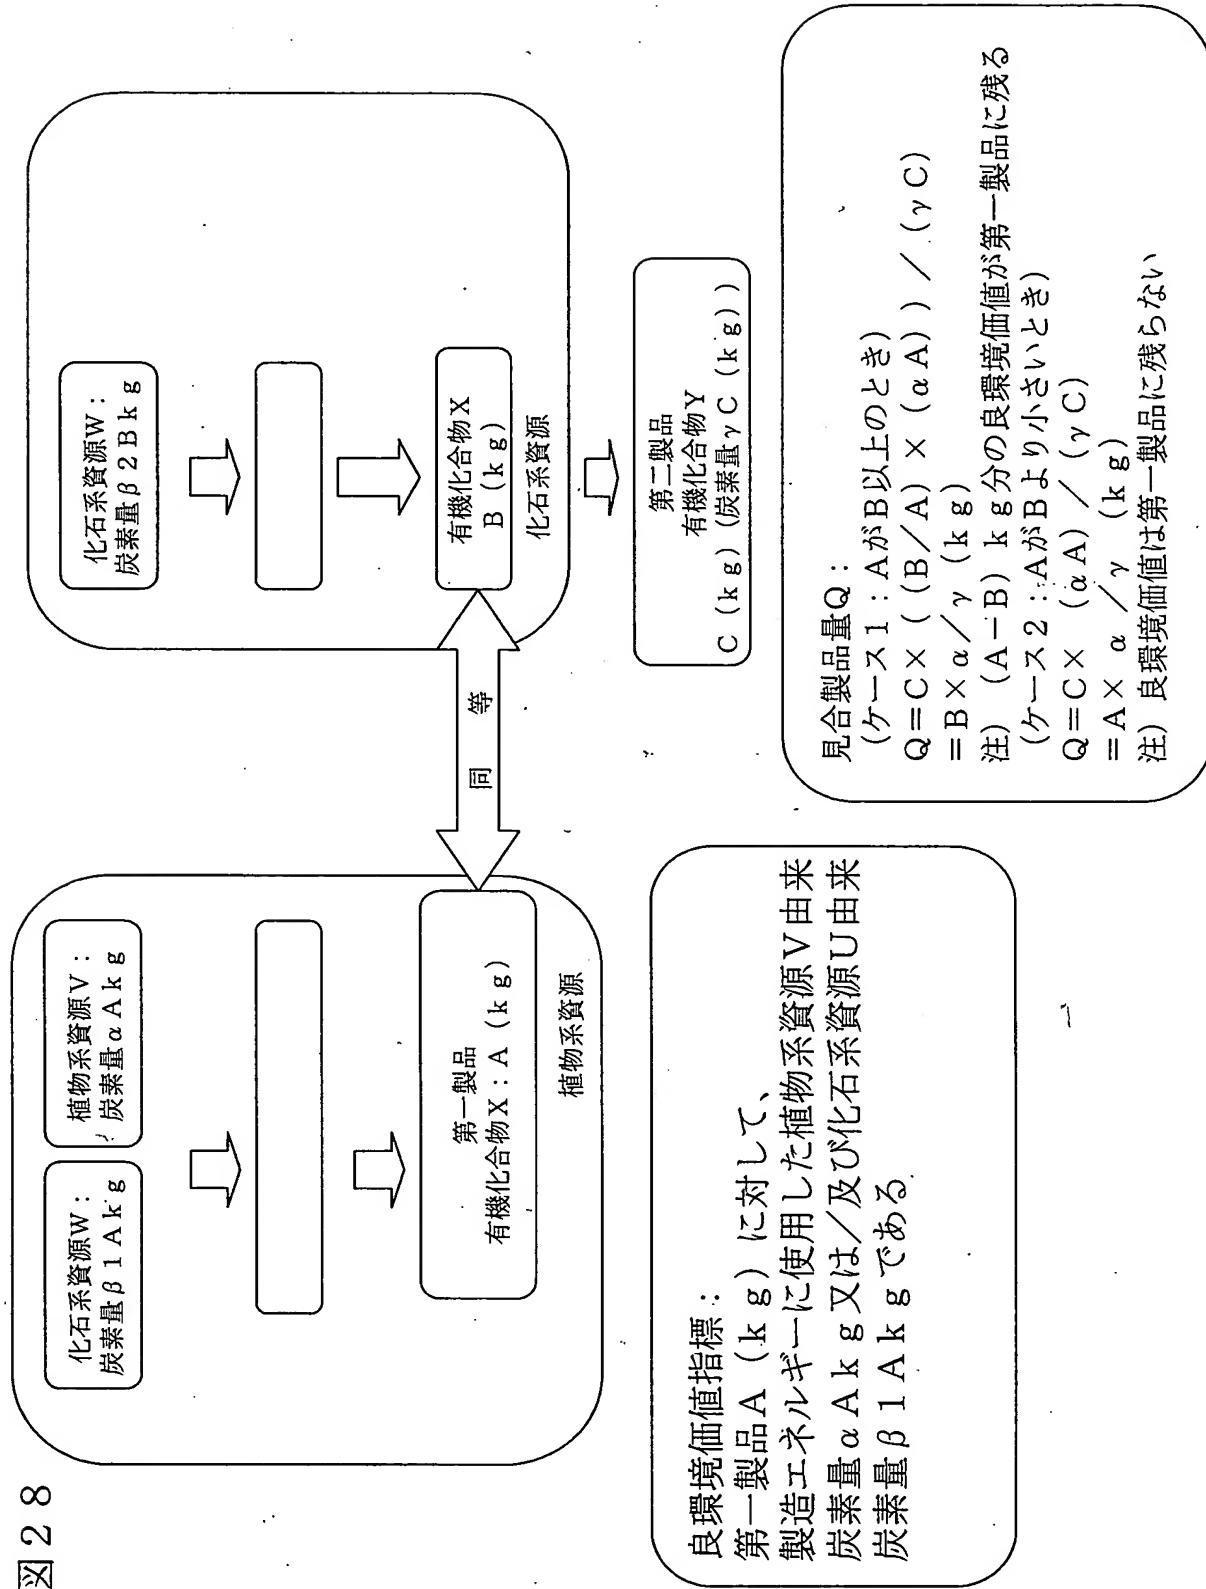 図28
化石系資源W：
炭素量β1Akg
植物系資源V：
炭素量αAkg
第一製品
有機化合物X：A（kg）
植物系資源
同　等
化石系資源W：
炭素量β2Bkg
有機化合物X
B（kg）
化石系資源
第二製品
有機化合物Y
C（kg）（炭素量γC（kg））
良環境価値指標：
第一製品A（kg）に対して、
製造エネルギーに使用した植物系資源V由来
炭素量αAkg又は／及び化石系資源U由来
炭素量β1Akgである
見合製品量Q：
（ケース1：AがB以上のとき）
Q＝C×（（B／A）×（αA））／（γC）
＝B×α／γ（kg）
注）（A－B）kg分の良環境価値が第一製品に残る
（ケース2：AがBより小さいとき）
Q＝C×（αA）／（γC）
＝A×α／γ（kg）
注）良環境価値は第一製品に残らない